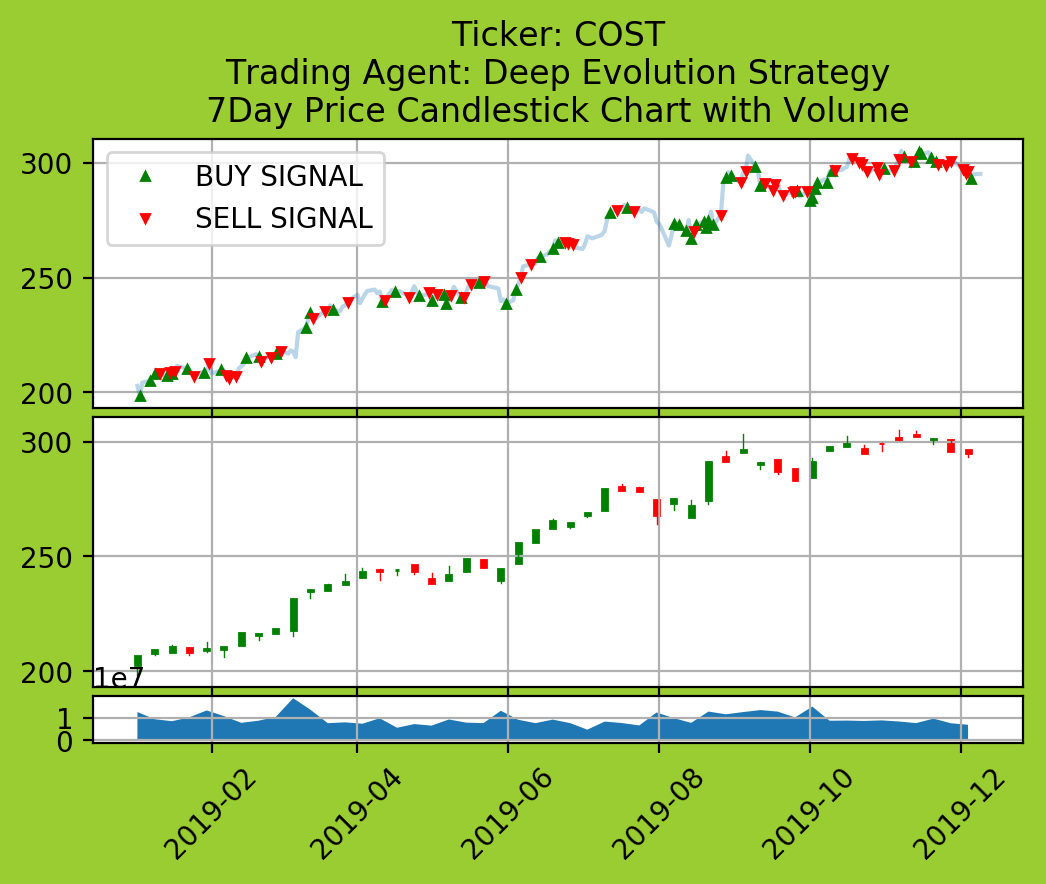 Ticker: COST
Trading Agent: Deep Evolution Strategy
7Day Price Candlestick Chart with Volume
300
250
200
BUY SIGNAL
SELL SIGNAL
300
250
200
1e7
1
0
2019-02
2019-04
2019-06
2019-08
2019-10
2019-12